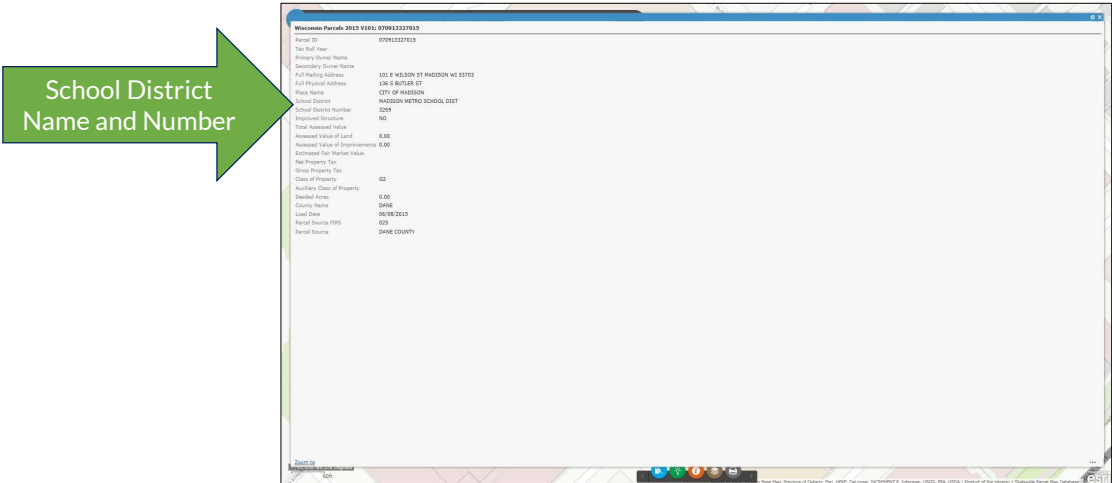 School District
Name and Number
Wisconsin Parcels 2015 V101: 070913327015
Parcel ID 070913327015
Tax Roll Year
Primary Owner Name
Secondary Owner Name
Full Mailing Address 101 E WILSON ST MADISON WI 53703
Full Physical Address 136 S BUTLER ST
Place Name CITY OF MADISON
School District MADISON METRO SCHOOL DIST
School District Number 3269
Improved Structure NO
Total Assessed Value
Assessed Value of Land 0.00
Assessed Value of Improvements 0.00
Estimated Fair Market Value
Net Property Tax
Gross Property Tax
Class of Property G2
Auxiliary Class of Property
Deeded Acres 0.00
County Name DANE
Load Date 06/08/2015
Parcel Source FIPS 025
Parcel Source DANE COUNTY
Zoom to
60ft
esri